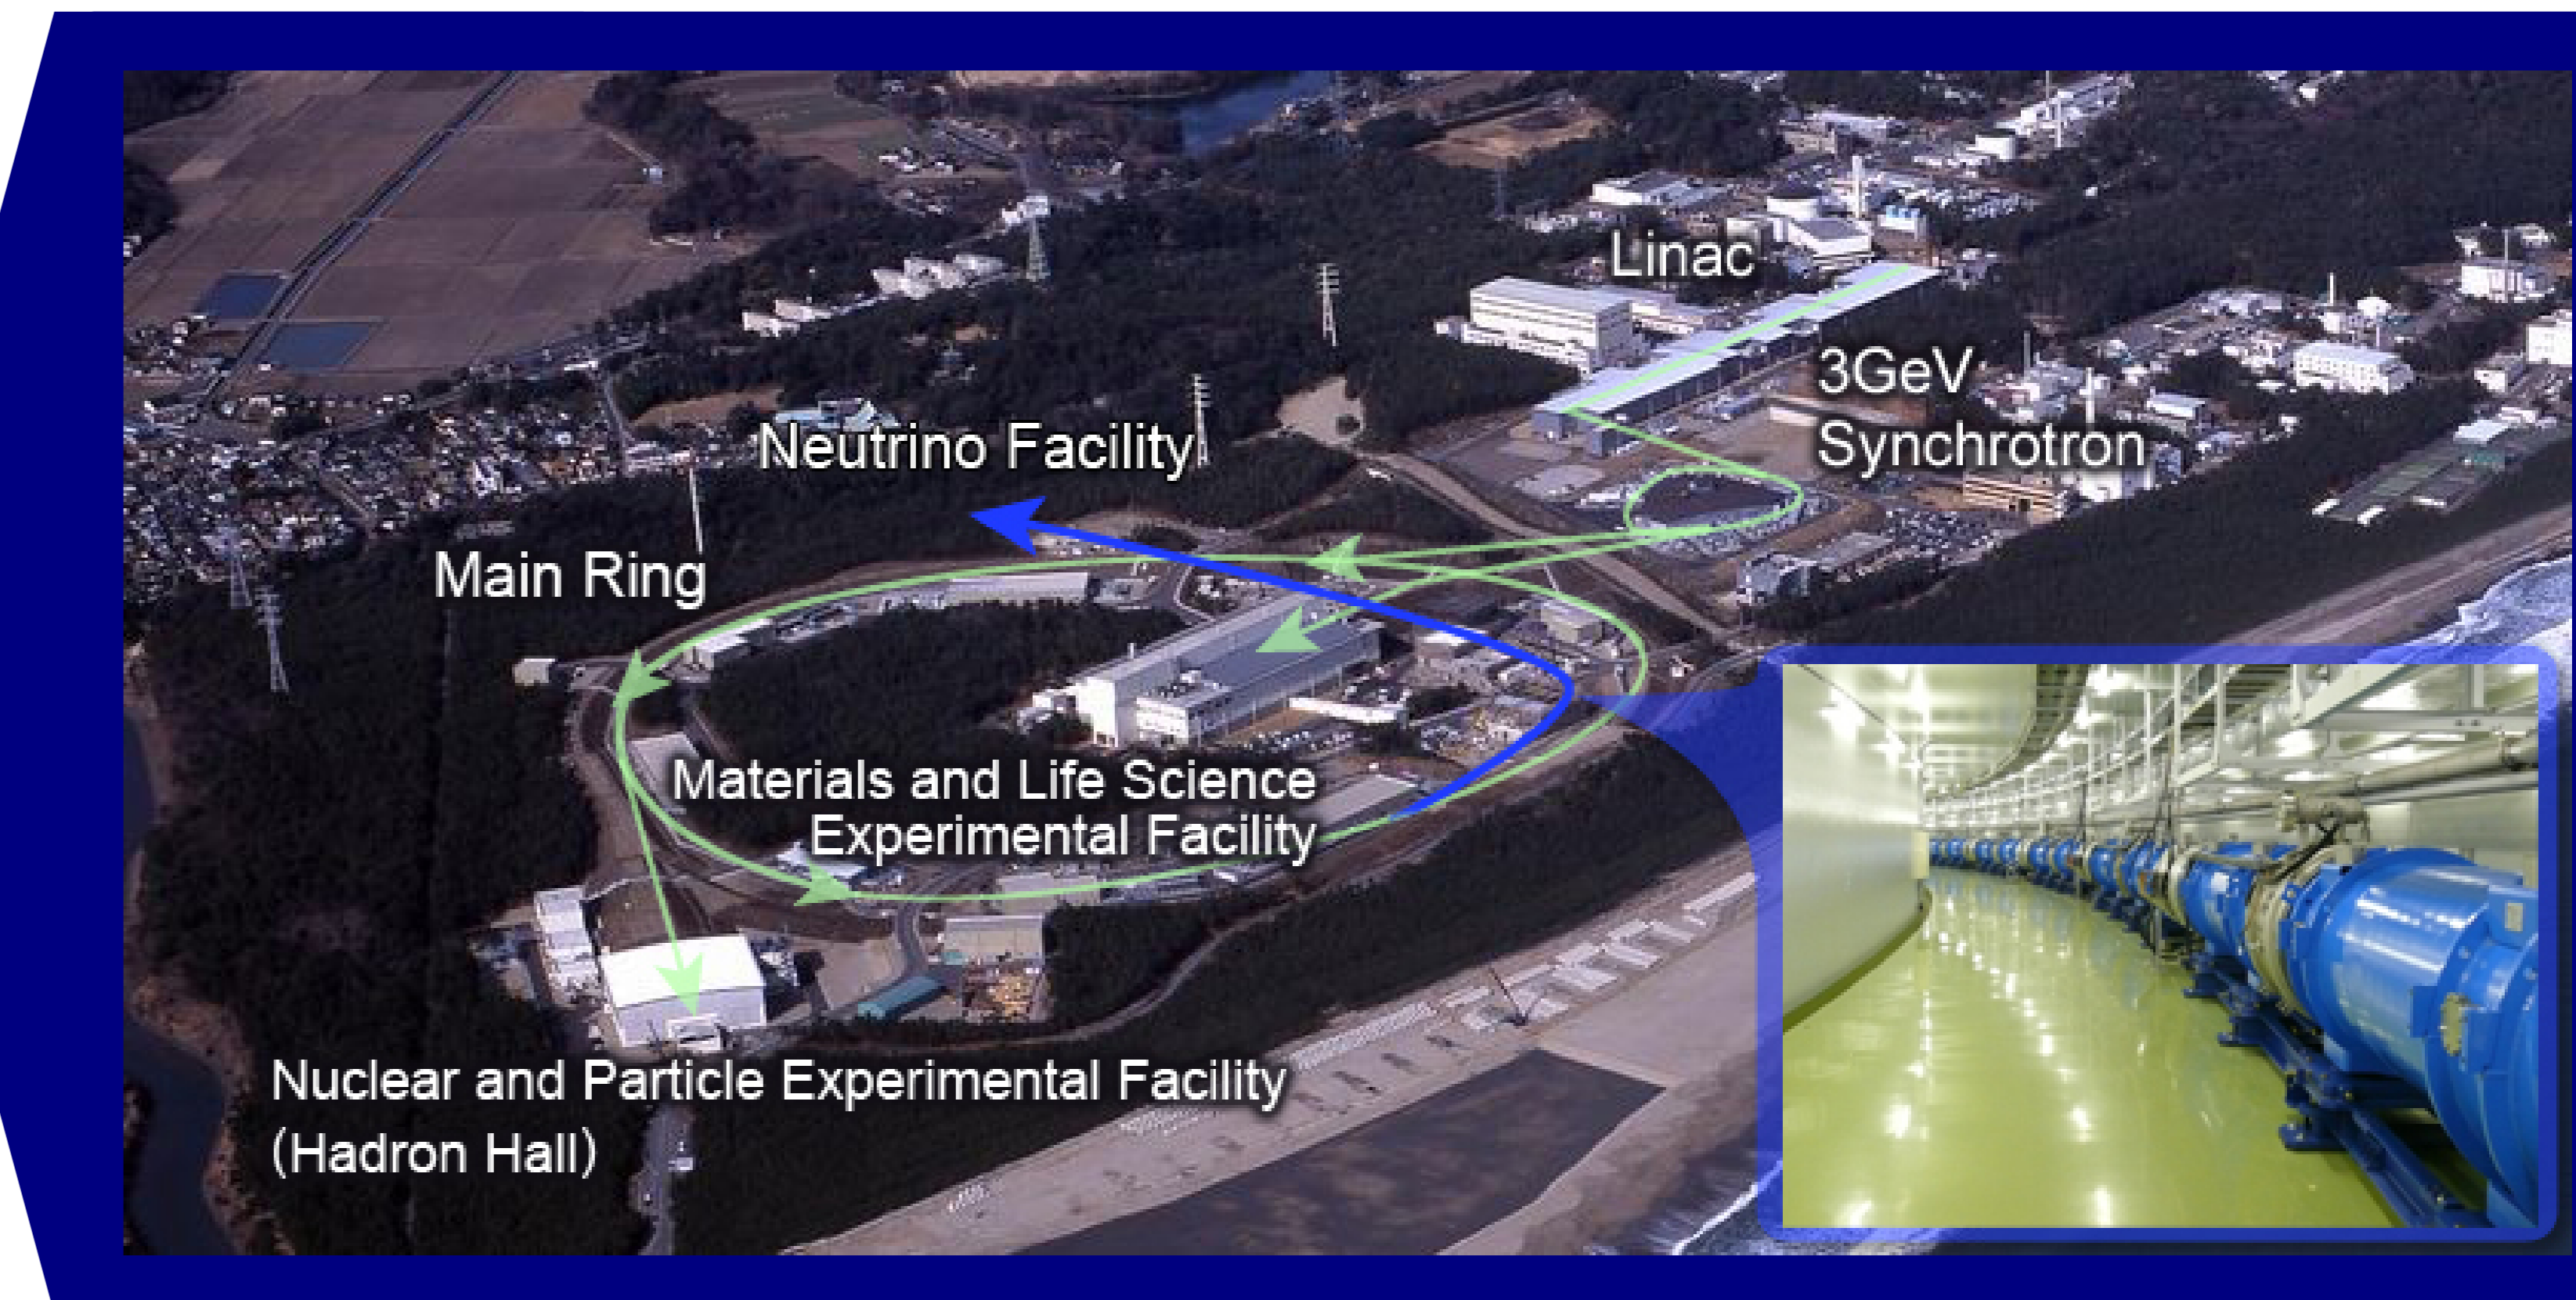 Linac
3GeV
Synchrotron
Neutrino Facility
Main Ring
Materials and Life Science
Experimental Facility
Nuclear and Particle Experimental Facility
(Hadron Hall)